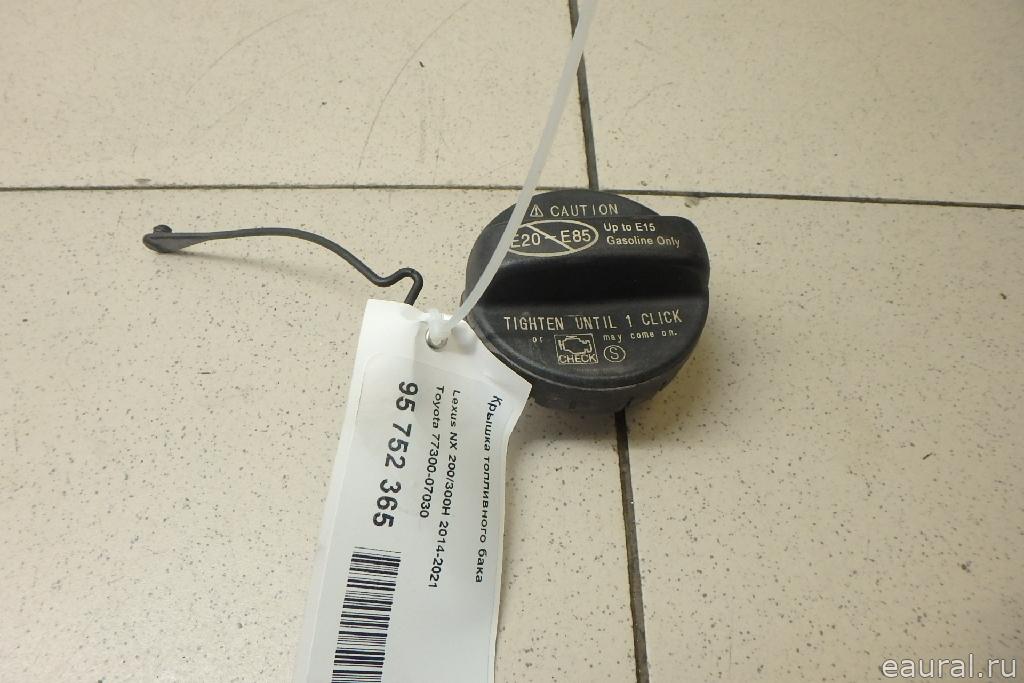 ⚠ CAUTION
E20-E85 Up to E15
Gasoline Only
TIGHTEN UNTIL 1 CLICK
or CHECK may come on.
S
Крышка топливного бака
Lexus NX 200/300H 2014-2021
Toyota 77300-07030
95 752 365
eaural.ru